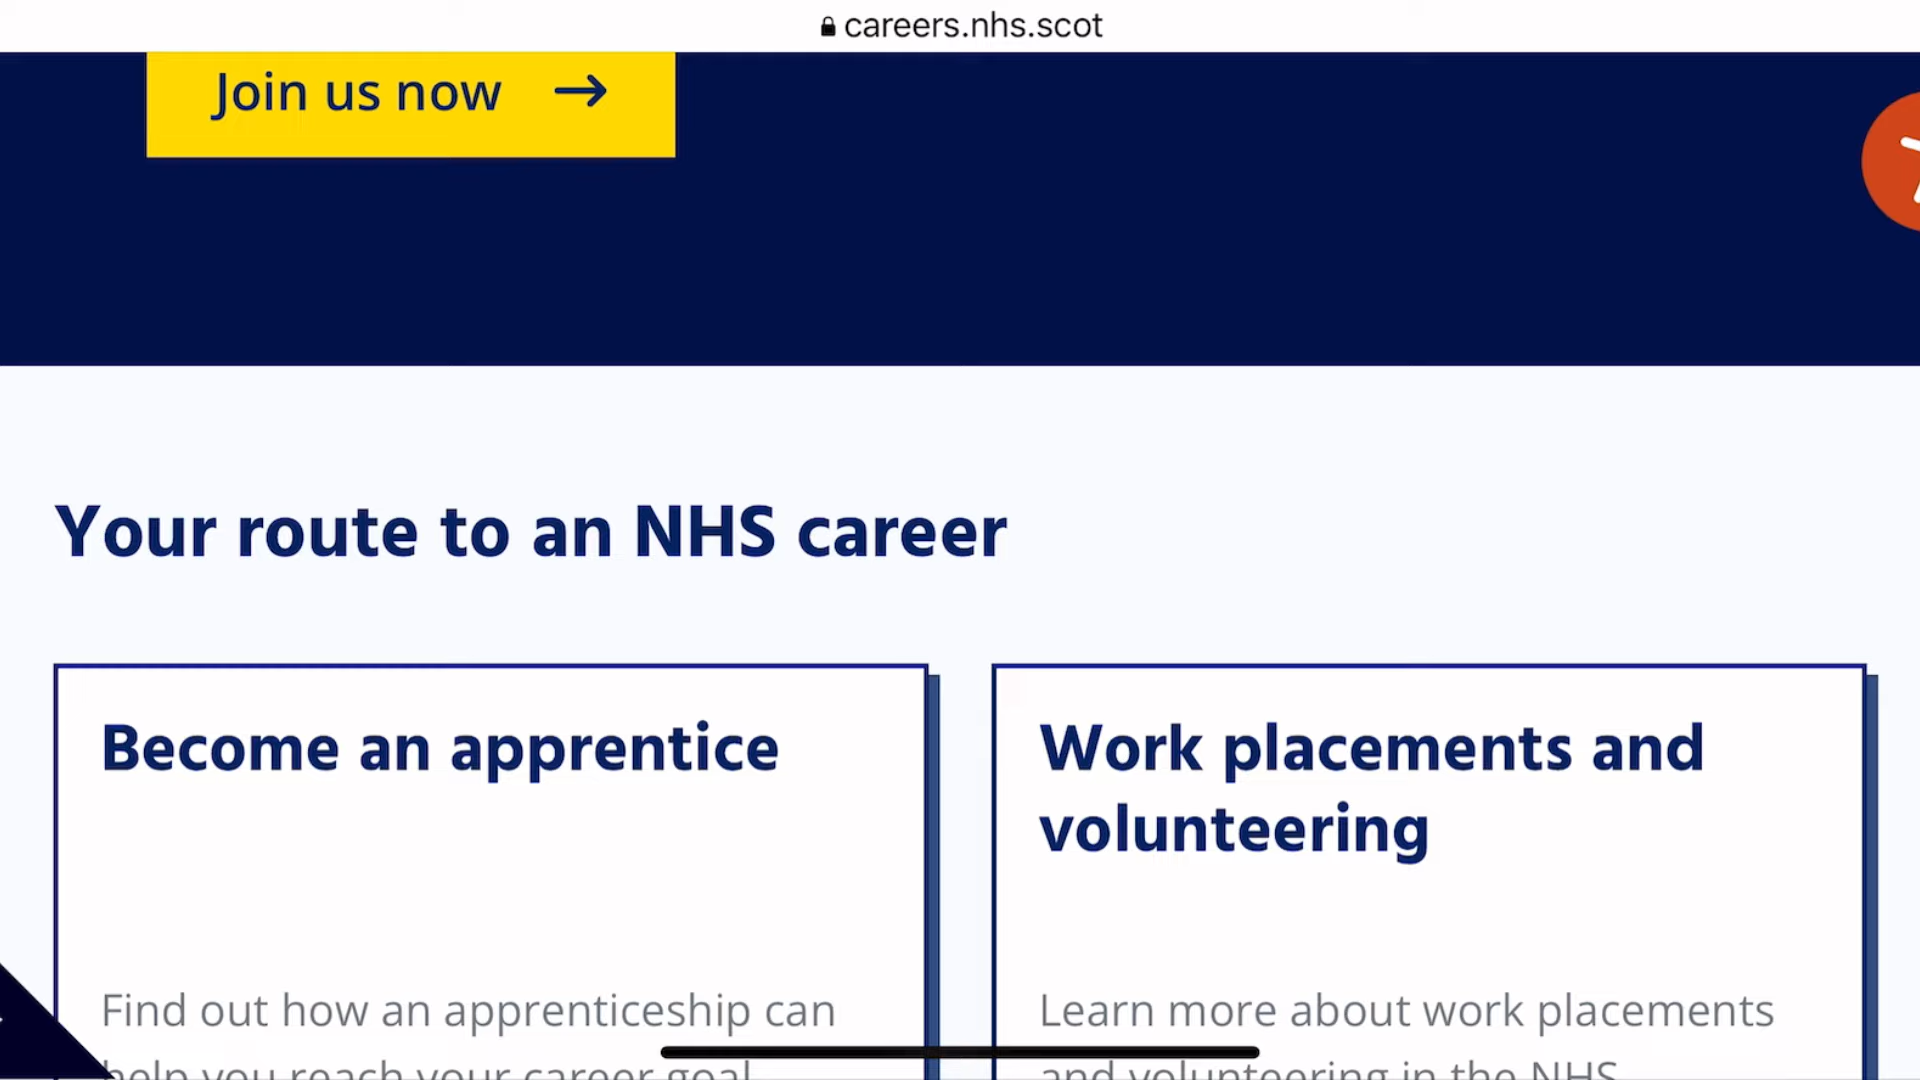 careers.nhs.scot
Join us now
Your route to an NHS career
Become an apprentice
Work placements and
volunteering
Find out how an apprenticeship can
help you reach your career goal
Learn more about work placements
and volunteering in the NHS